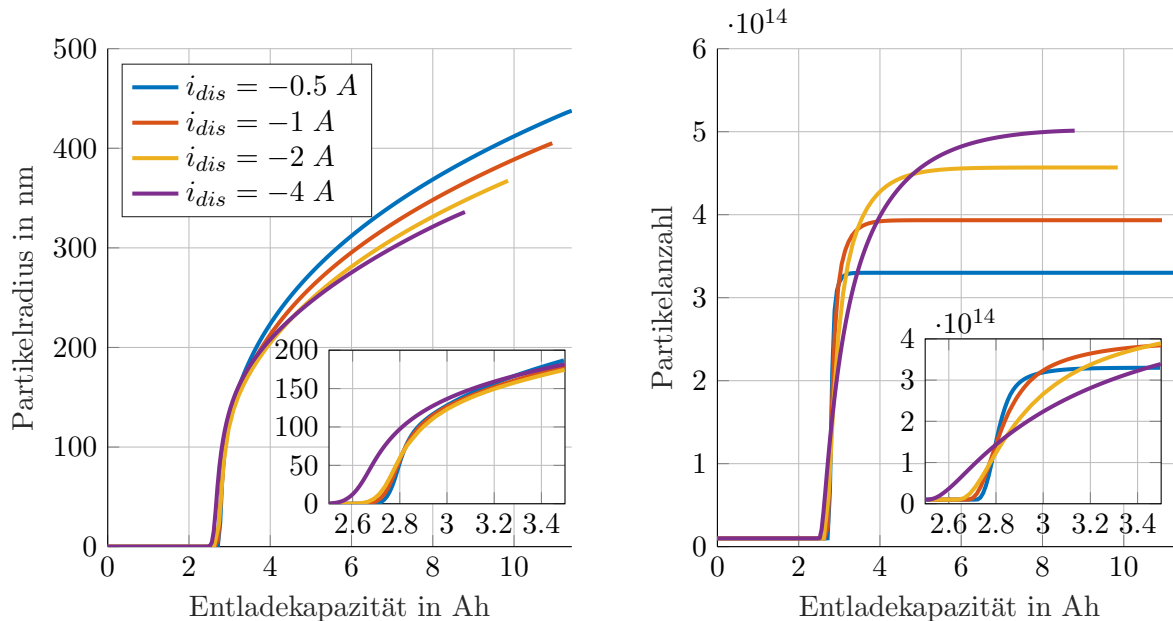 500
400
300
200
100
0
0 2 4 6 8 10
Partikelradius in nm
Entladekapazität in Ah
i_dis = −0.5 A
i_dis = −1 A
i_dis = −2 A
i_dis = −4 A
200
150
100
50
0
2.6 2.8 3 3.2 3.4
·10^14
6
5
4
3
2
1
0
0 2 4 6 8 10
Partikelanzahl
Entladekapazität in Ah
·10^14
4
3
2
1
0
2.6 2.8 3 3.2 3.4